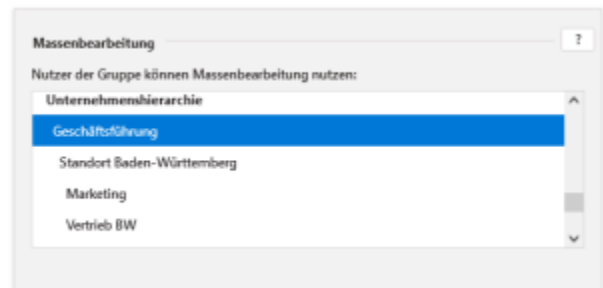 Massenbearbeitung
?
Nutzer der Gruppe können Massenbearbeitung nutzen:
Unternehmenshierarchie
Geschäftsführung
Standort Baden-Württemberg
Marketing
Vertrieb BW